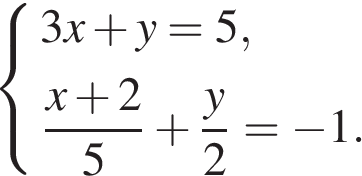 3x + y = 5,
(x + 2)/5 + y/2 = −1.